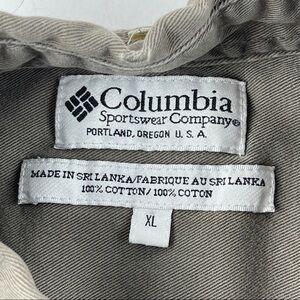 Columbia
Sportswear Company®
PORTLAND, OREGON U. S. A.
MADE IN SRI LANKA/FABRIQUE AU SRI LANKA
100% COTTON/100% COTON
XL